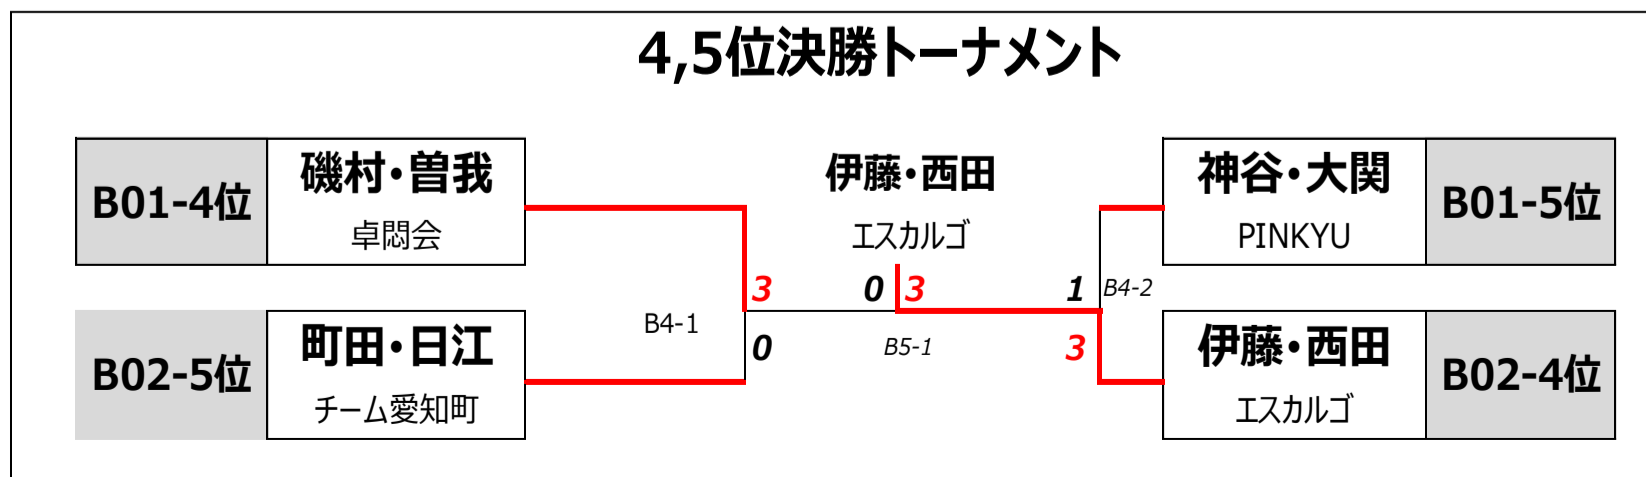 4,5位決勝トーナメント
B01-4位
磯村・曽我
卓悶会
伊藤・西田
エスカルゴ
神谷・大関
PINKYU
B01-5位
3
0
3
1
B4-2
B4-1
0
B5-1
3
B02-5位
町田・日江
チーム愛知町
伊藤・西田
エスカルゴ
B02-4位